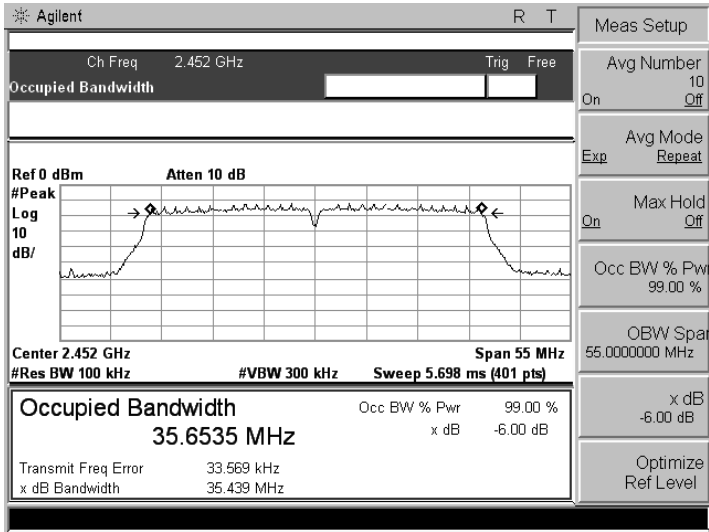 Agilent R T
Ch Freq 2.452 GHz Trig Free
Occupied Bandwidth
Ref 0 dBm Atten 10 dB
#Peak
Log
10
dB/
Center 2.452 GHz Span 55 MHz
#Res BW 100 kHz #VBW 300 kHz Sweep 5.698 ms (401 pts)
Occupied Bandwidth Occ BW % Pwr 99.00 %
35.6535 MHz x dB -6.00 dB
Transmit Freq Error 33.569 kHz
x dB Bandwidth 35.439 MHz
Meas Setup
Avg Number
10
On Off
Avg Mode
Exp Repeat
Max Hold
On Off
Occ BW % Pwr
99.00 %
OBW Spar
55.0000000 MHz
x dB
-6.00 dB
Optimize
Ref Level